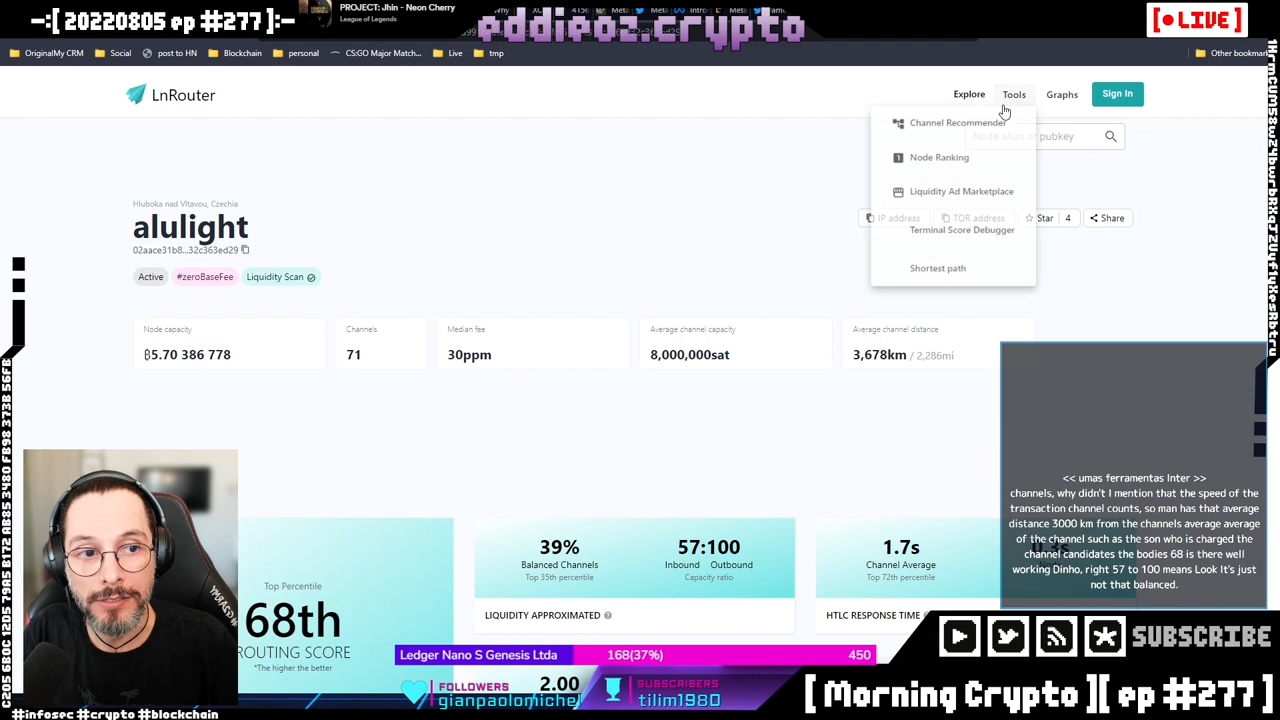 -:[ 20220805 ep #277 ]:-
PROJECT: Jhin - Neon Cherry
League of Legends
eddieoz.crypto
[● LIVE ]
OriginalMy CRM
Social
post to HN
Blockchain
personal
CS:GO Major Match...
Live
tmp
Other bookmar
LnRouter
Explore
Tools
Graphs
Sign In
Channel Recommender
Node alias or pubkey
Node Ranking
Liquidity Ad Marketplace
Terminal Score Debugger
Shortest path
Hluboka nad Vltavou, Czechia
alulight
02aace31b8...32c363ed29
IP address
TOR address
Star 4
Share
Active
#zeroBaseFee
Liquidity Scan
Node capacity
₿5.70 386 778
Channels
71
Median fee
30ppm
Average channel capacity
8,000,000sat
Average channel distance
3,678km / 2,286mi
Top Percentile
68th
ROUTING SCORE
*The higher the better
39%
Balanced Channels
Top 35th percentile
57:100
Inbound Outbound
Capacity ratio
LIQUIDITY APPROXIMATED
1.7s
Channel Average
Top 72th percentile
HTLC RESPONSE TIME
<< umas ferramentas Inter >>
channels, why didn't I mention that the speed of the
transaction channel counts, so man has that average
distance 3000 km from the channels average average
of the channel such as the son who is charged the
channel candidates the bodies 68 is there well
working Dinho, right 57 to 100 means Look It's just
not that balanced.
SUBSCRIBE
Ledger Nano S Genesis Ltda
168(37%)
450
FOLLOWERS
2.00
gianpaolomichel
SUBSCRIBERS
tilim1980
[ Morning Crypto ][ ep #277 ]
#infosec #crypto #blockchain